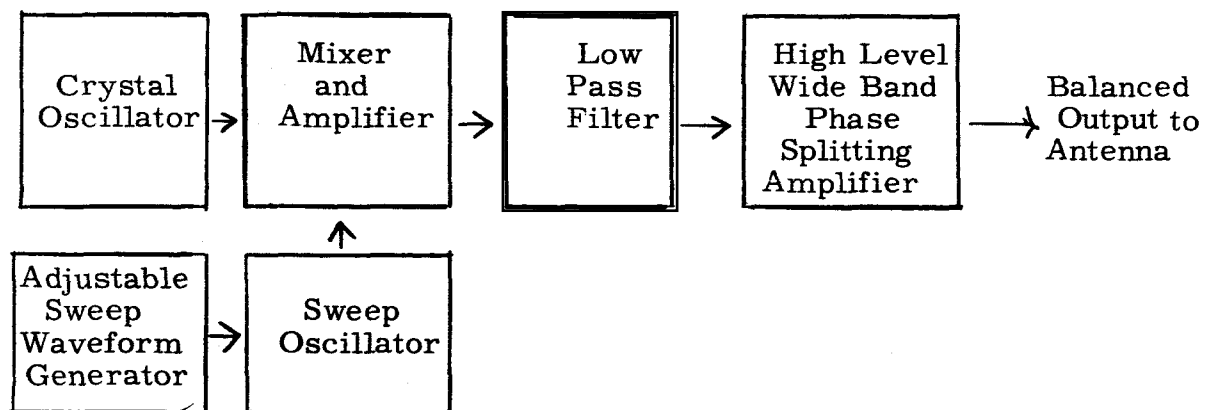 Crystal
Oscillator
Mixer
and
Amplifier
Low
Pass
Filter
High Level
Wide Band
Phase
Splitting
Amplifier
Balanced
Output to
Antenna
Adjustable
Sweep
Waveform
Generator
Sweep
Oscillator